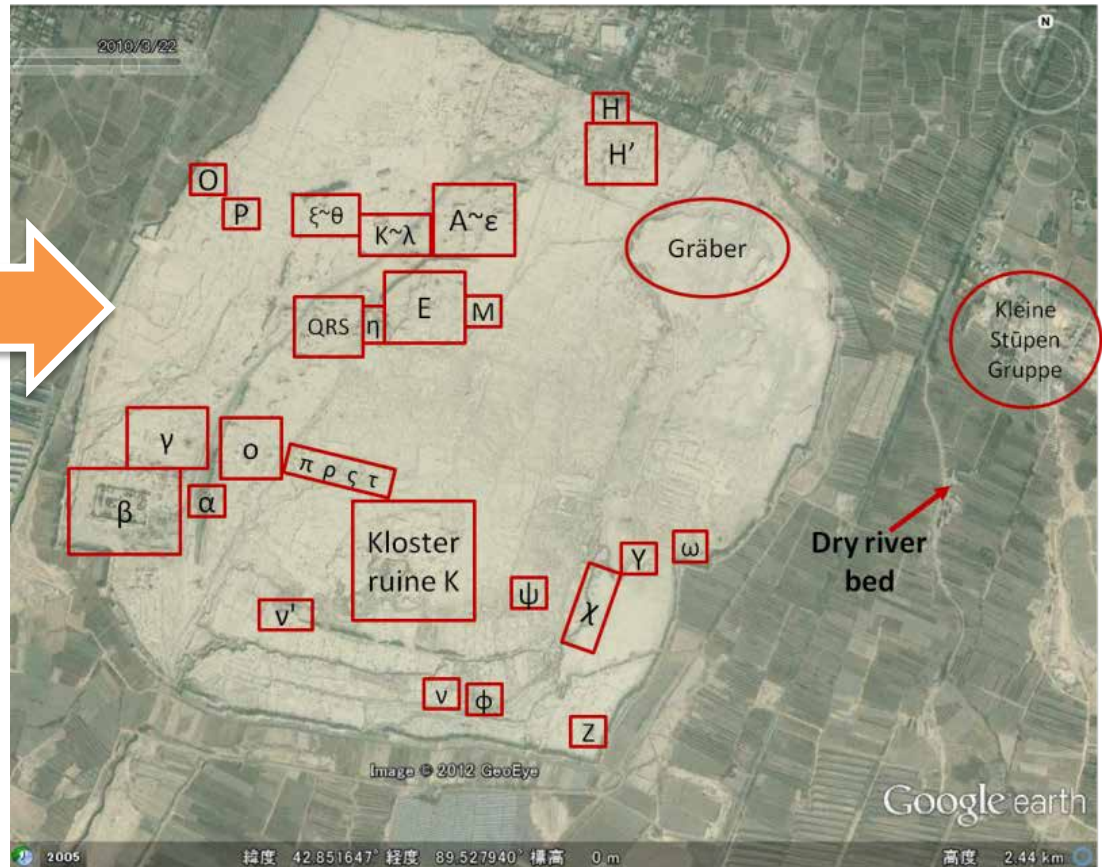 2010/3/22
N
H
H’
O
P
ξ~θ
K~λ
A~ε
Gräber
QRS
η
E
M
Kleine
Stūpen
Gruppe
γ
ο
π ρ ς τ
β
α
Kloster
ruine K
Dry river
bed
Y
ω
ψ
χ
ν'
ν
ф
Z
Image © 2012 GeoEye
Google earth
2005
緯度 42.851647° 経度 89.527940° 標高 0 m
高度 2.44 km